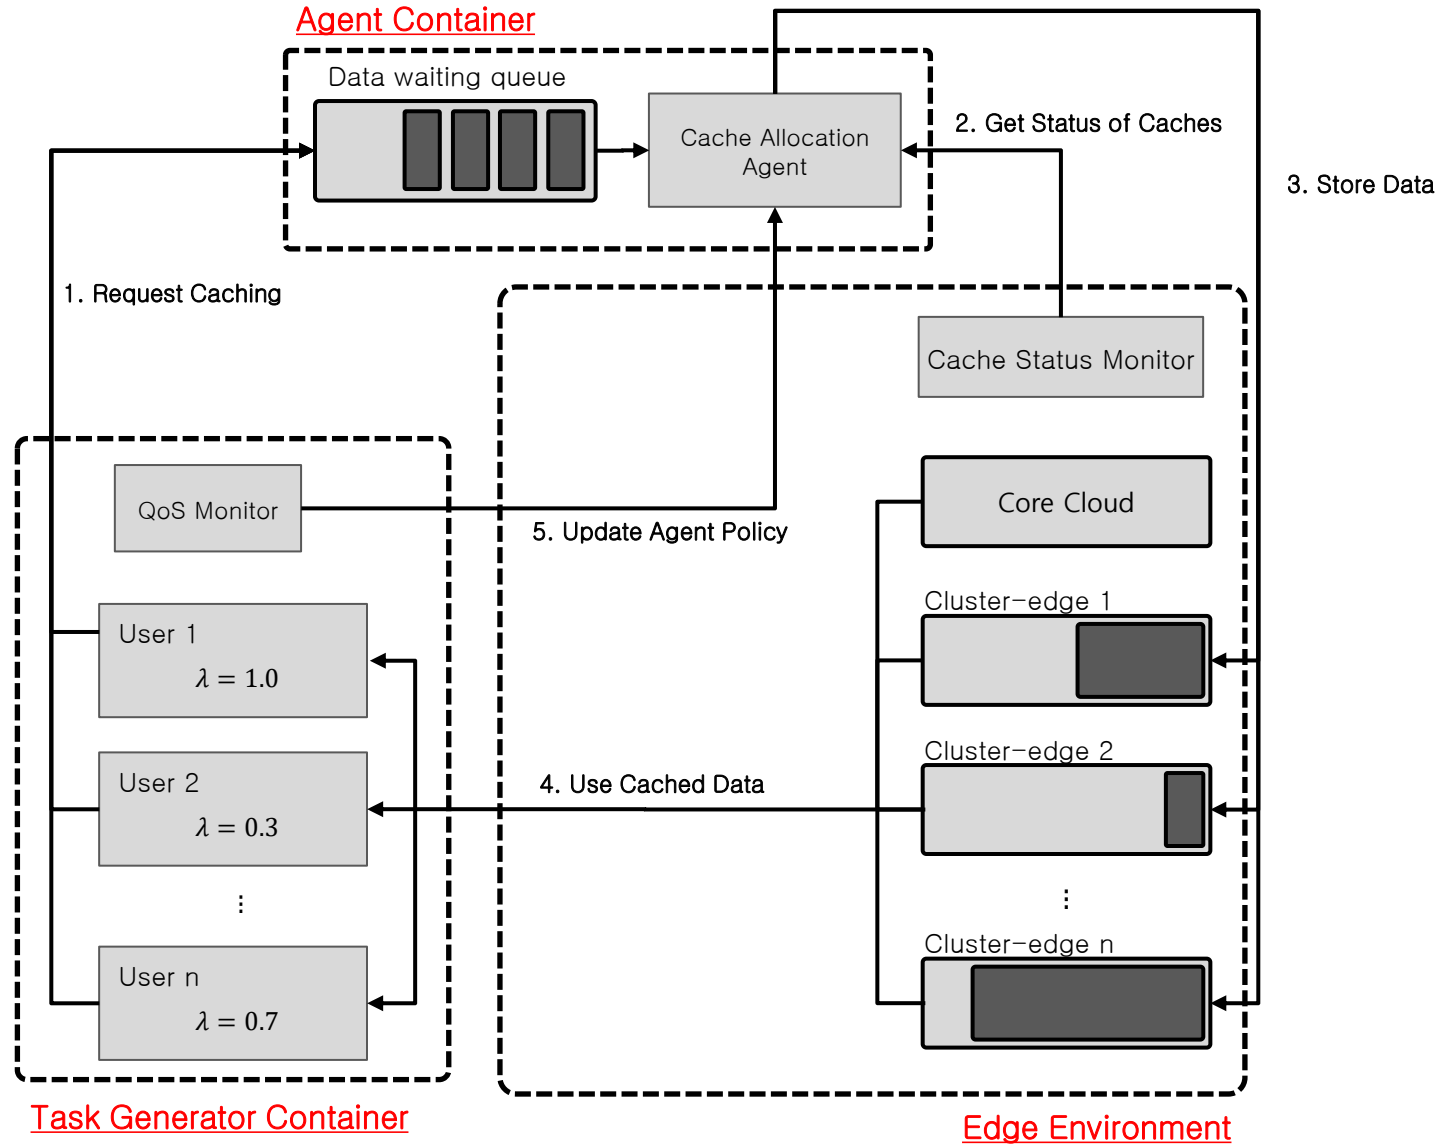 Agent Container
Data waiting queue
Cache Allocation
Agent
2. Get Status of Caches
3. Store Data
1. Request Caching
Cache Status Monitor
QoS Monitor
5. Update Agent Policy
Core Cloud
User 1
λ = 1.0
Cluster-edge 1
User 2
λ = 0.3
4. Use Cached Data
Cluster-edge 2
⋮
⋮
User n
λ = 0.7
Cluster-edge n
Task Generator Container
Edge Environment